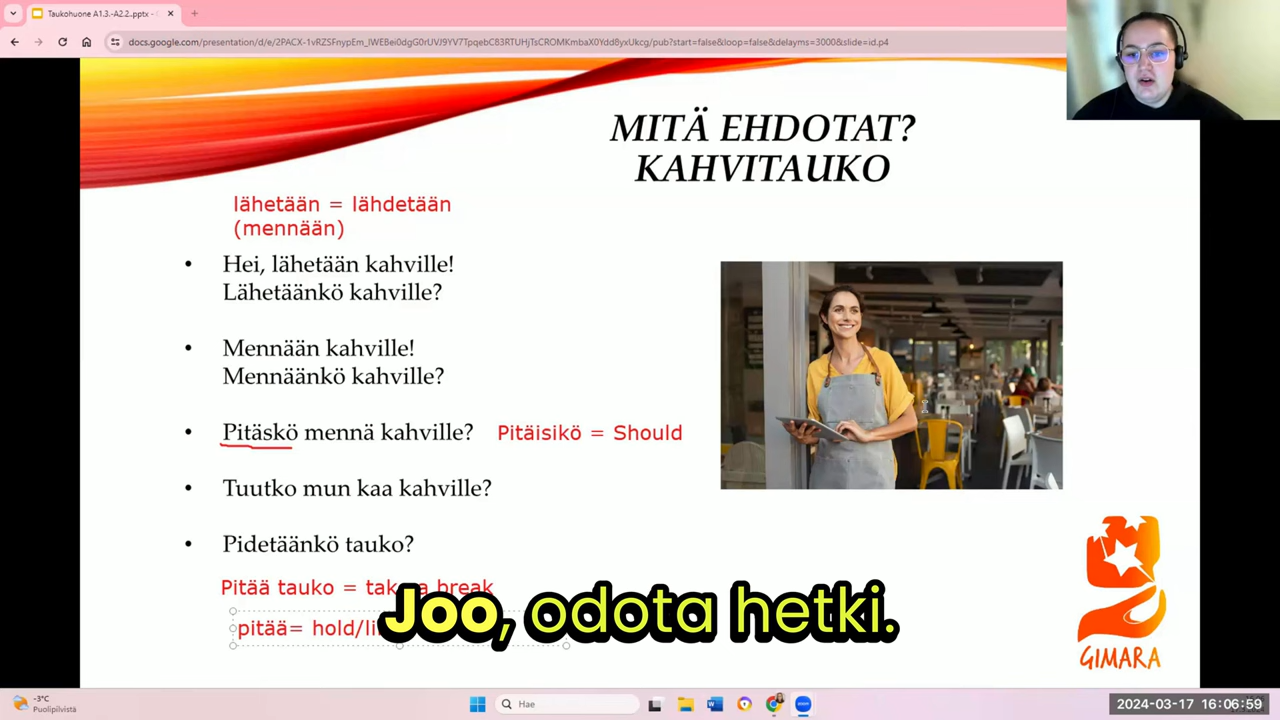 Taukohuone A1.3.-A2.2..pptx -
docs.google.com/presentation/d/e/2PACX-1vRZSFnypEm_lWEBei0dgG0rUVJ9YV7TpqebC83RTUHjTsCROMKmbaX0Ydd8yxUkcg/pub?start=false&loop=false&delayms=3000&slide=id.p4
MITÄ EHDOTAT?
KAHVITAUKO
lähetään = lähdetään
(mennään)
• Hei, lähetään kahville!
Lähetäänkö kahville?
• Mennään kahville!
Mennäänkö kahville?
• Pitäskö mennä kahville? Pitäisikö = Should
• Tuutko mun kaa kahville?
• Pidetäänkö tauko?
Pitää tauko = take a break
pitää= hold/
Joo, odota hetki.
GIMARA
-3°C
Puolipilvistä
Hae
2024-03-17 16:06:59